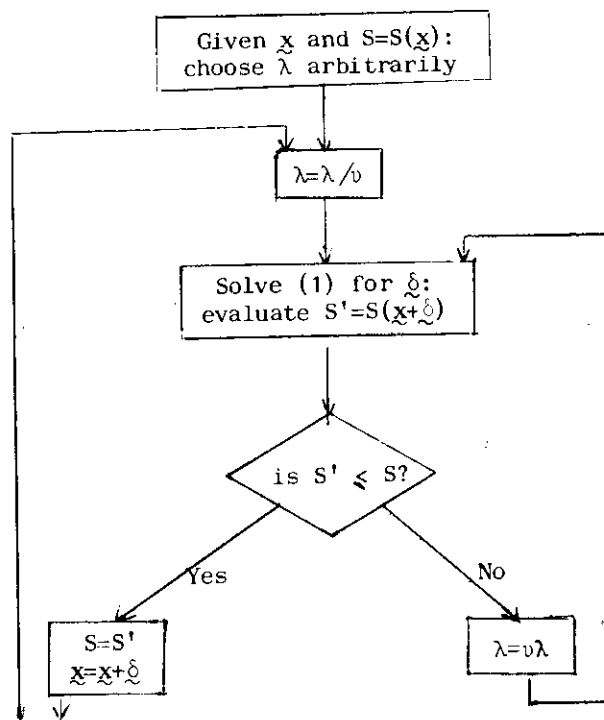 Given x̰ and S=S(x̰):
choose λ arbitrarily
λ=λ/υ
Solve (1) for δ̰:
evaluate S'=S(x̰+δ̰)
is S' ⩽ S?
Yes
No
S=S'
x̰=x̰+δ̰
λ=υλ